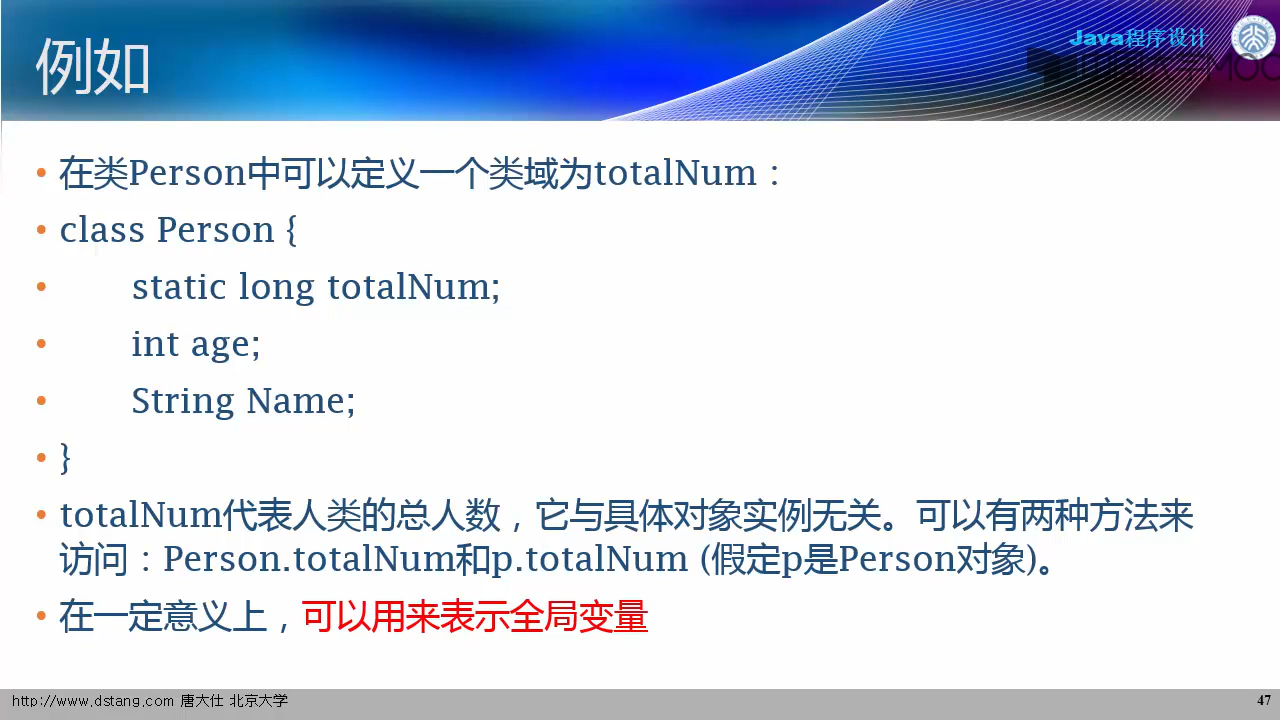 例如
Java程序设计
• 在类Person中可以定义一个类域为totalNum：
• class Person {
• static long totalNum;
• int age;
• String Name;
• }
• totalNum代表人类的总人数，它与具体对象实例无关。可以有两种方法来
访问：Person.totalNum和p.totalNum (假定p是Person对象)。
• 在一定意义上，可以用来表示全局变量
http://www.dstang.com 唐大仕 北京大学
47